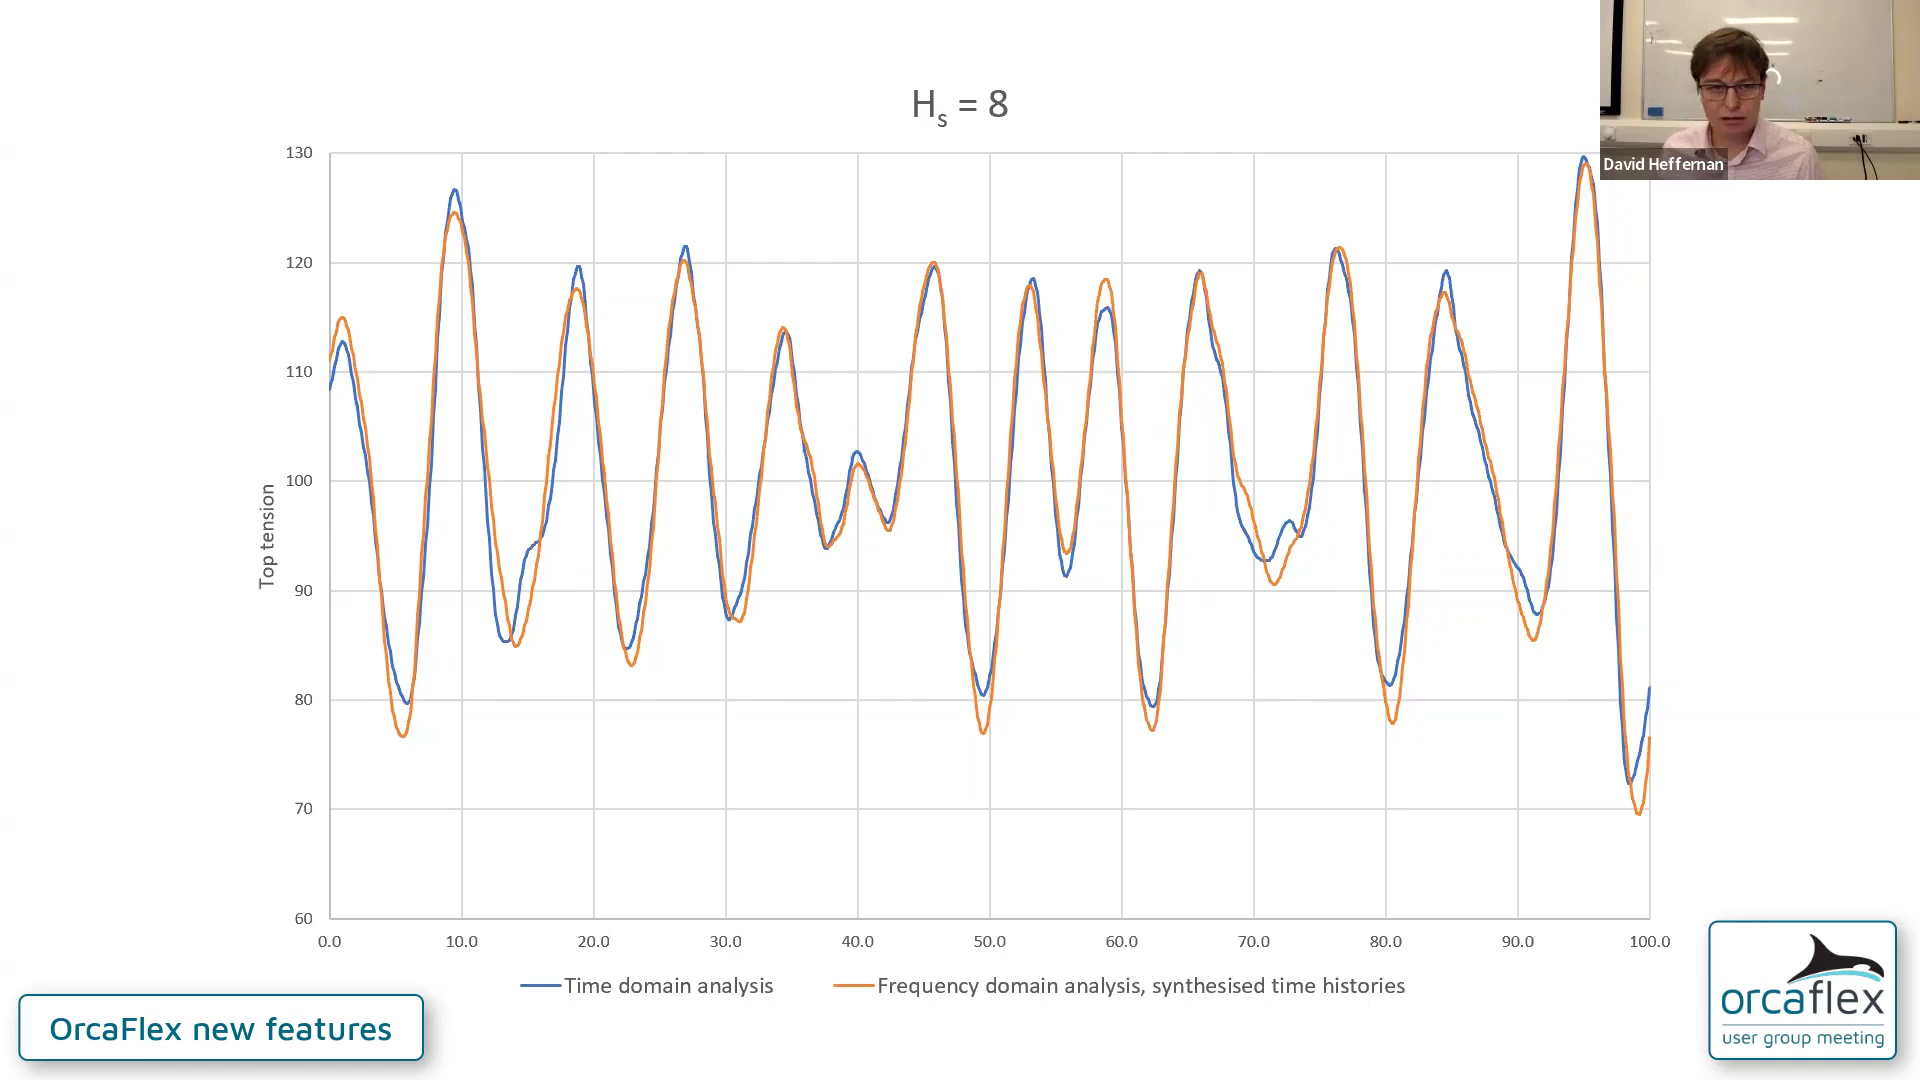 H_s = 8
David Heffernan
130
120
110
100
90
80
70
60
Top tension
0.0 10.0 20.0 30.0 40.0 50.0 60.0 70.0 80.0 90.0 100.0
Time domain analysis Frequency domain analysis, synthesised time histories
OrcaFlex new features
orcaflex
user group meeting